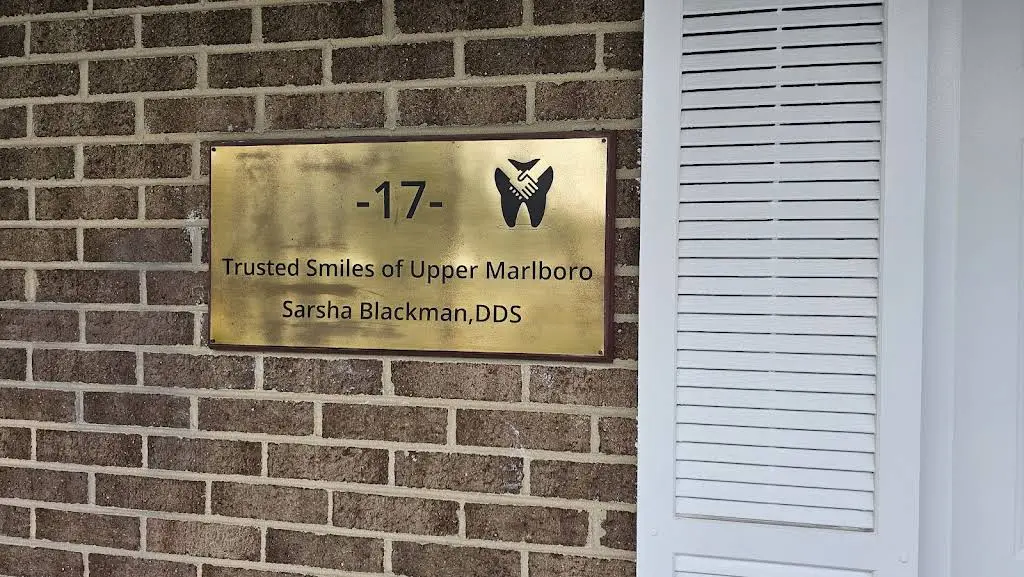 -17-
Trusted Smiles of Upper Marlboro
Sarsha Blackman,DDS